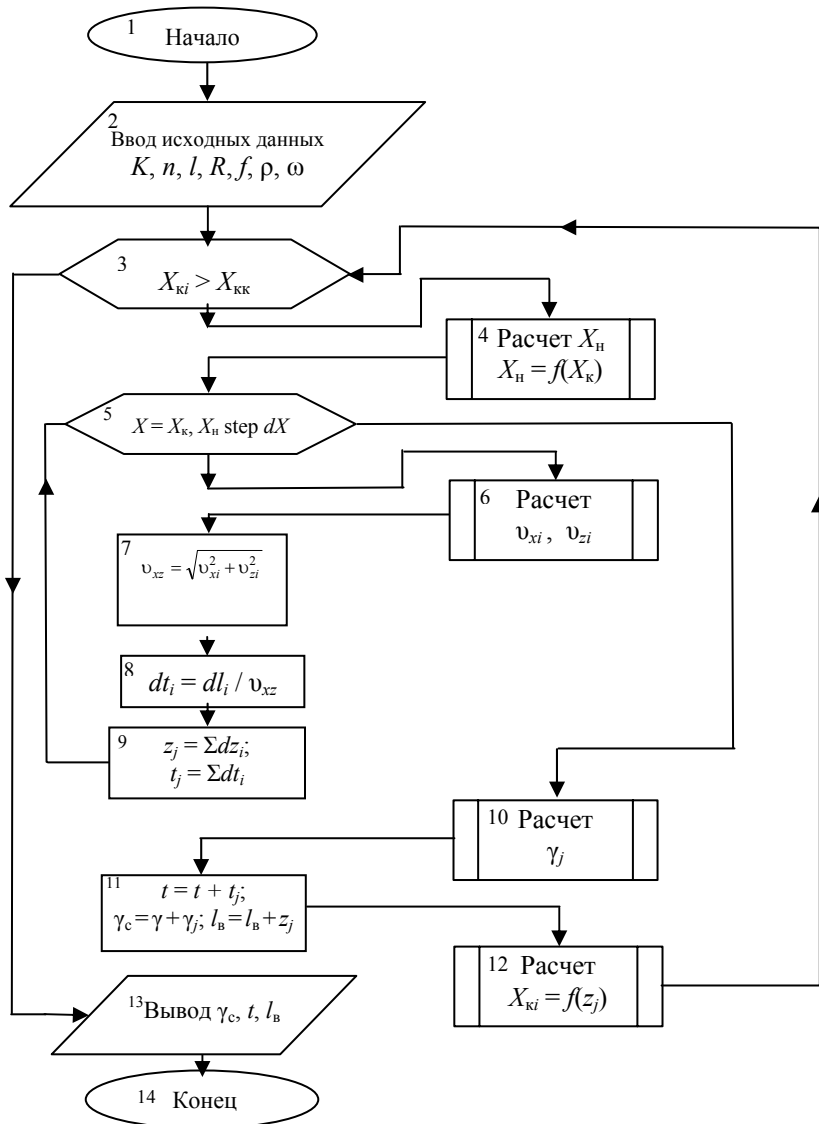 1 Начало
2
Ввод исходных данных
K, n, l, R, f, ρ, ω
3
Xкi > Xкк
4 Расчет Xн
Xн = f(Xк)
5
X = Xк, Xн step dX
6 Расчет
υxi , υzi
7
υxz = √(υ²xi + υ²zi)
8 dti = dli / υxz
9
zj = Σdzi;
tj = Σdti
10 Расчет
γj
11
t = t + tj;
γс = γ + γj; lв = lв + zj
12 Расчет
Xкi = f(zj)
13 Вывод γс, t, lв
14 Конец